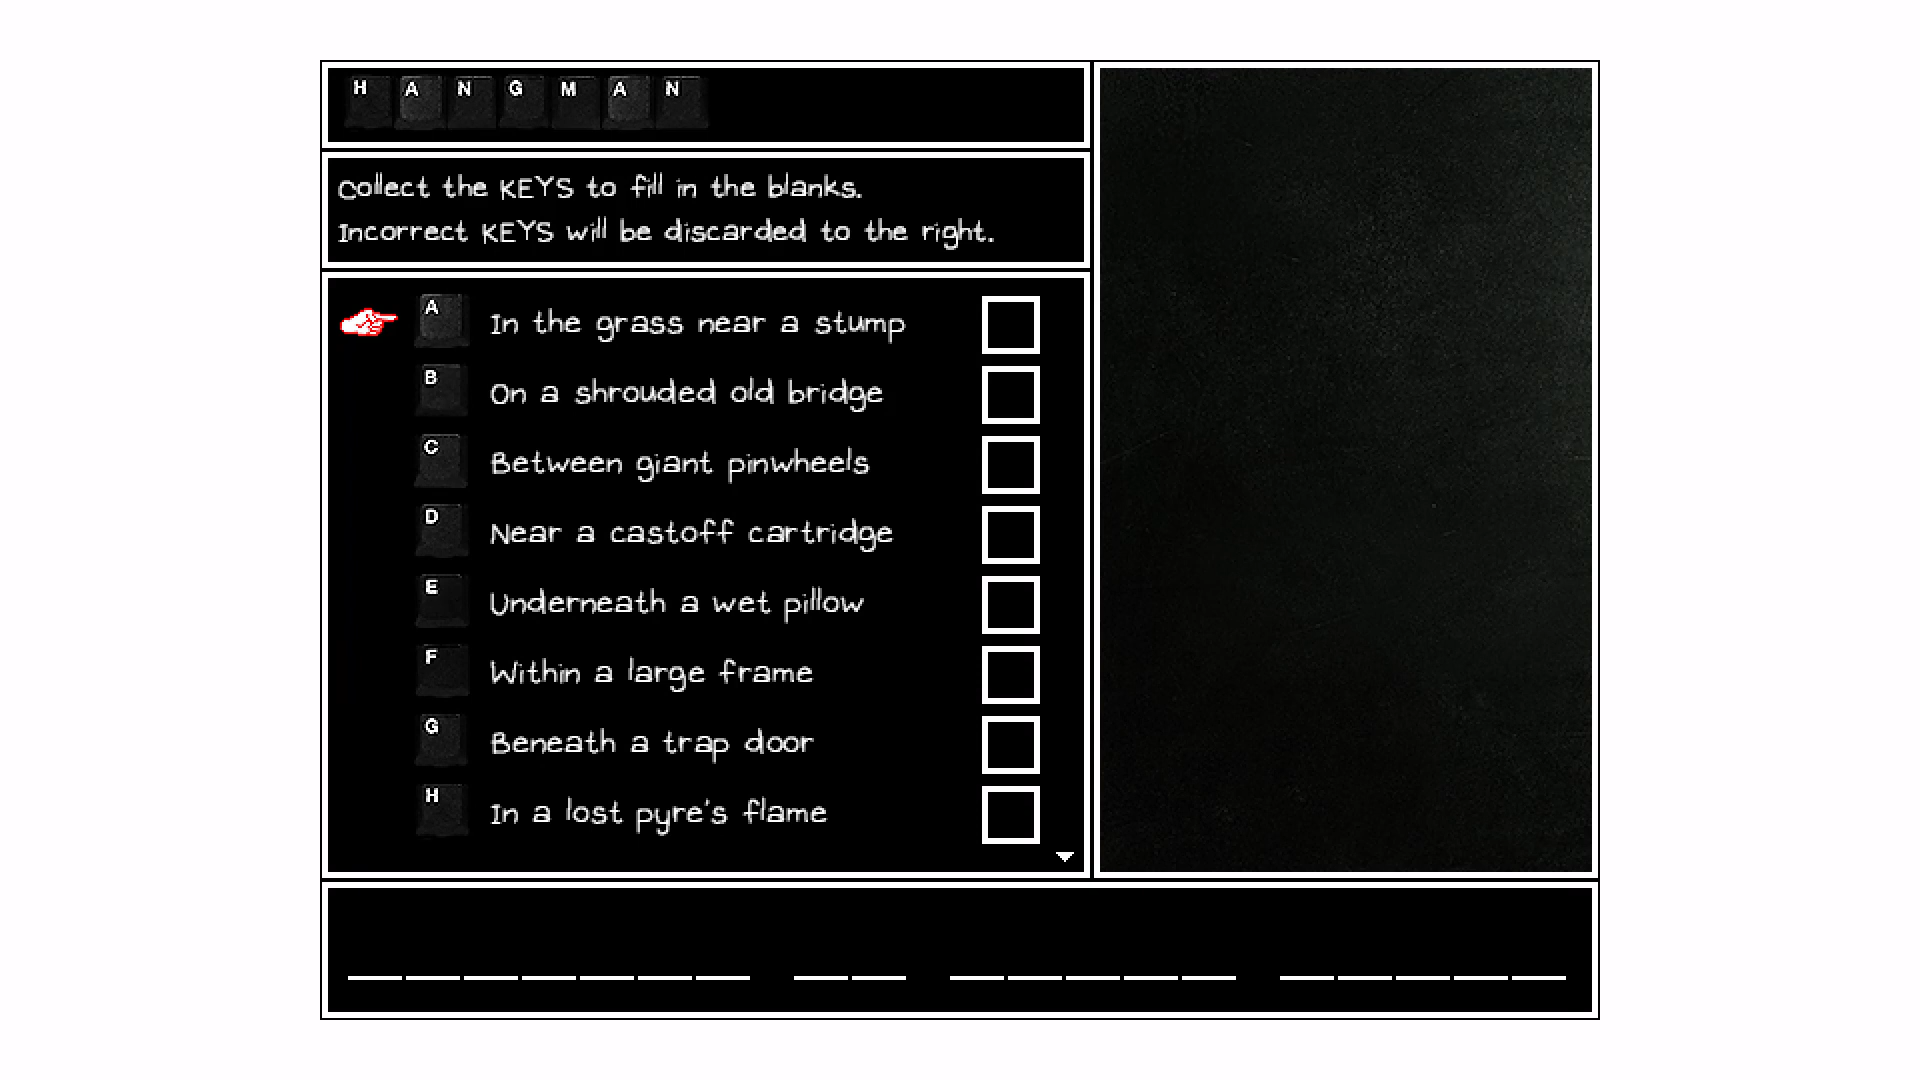 HANGMAN
Collect the KEYS to fill in the blanks.
Incorrect KEYS will be discarded to the right.
A In the grass near a stump
B On a shrouded old bridge
C Between giant pinwheels
D Near a castoff cartridge
E Underneath a wet pillow
F Within a large frame
G Beneath a trap door
H In a lost pyre's flame